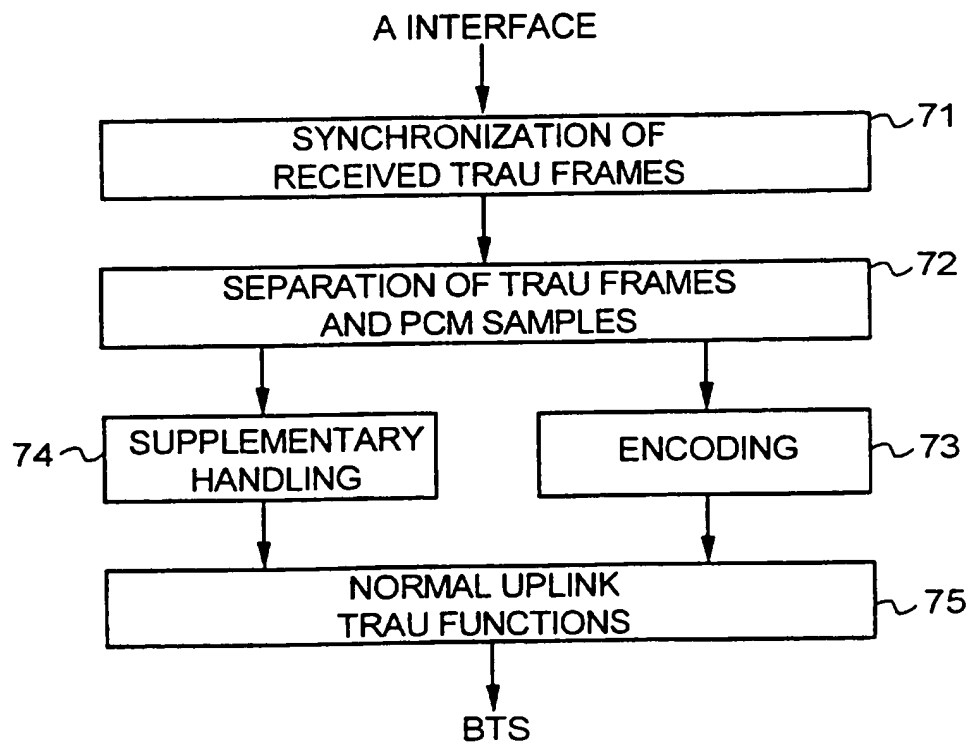 A INTERFACE
71
SYNCHRONIZATION OF
RECEIVED TRAU FRAMES
72
SEPARATION OF TRAU FRAMES
AND PCM SAMPLES
74
SUPPLEMENTARY
HANDLING
ENCODING
73
NORMAL UPLINK
TRAU FUNCTIONS
75
BTS